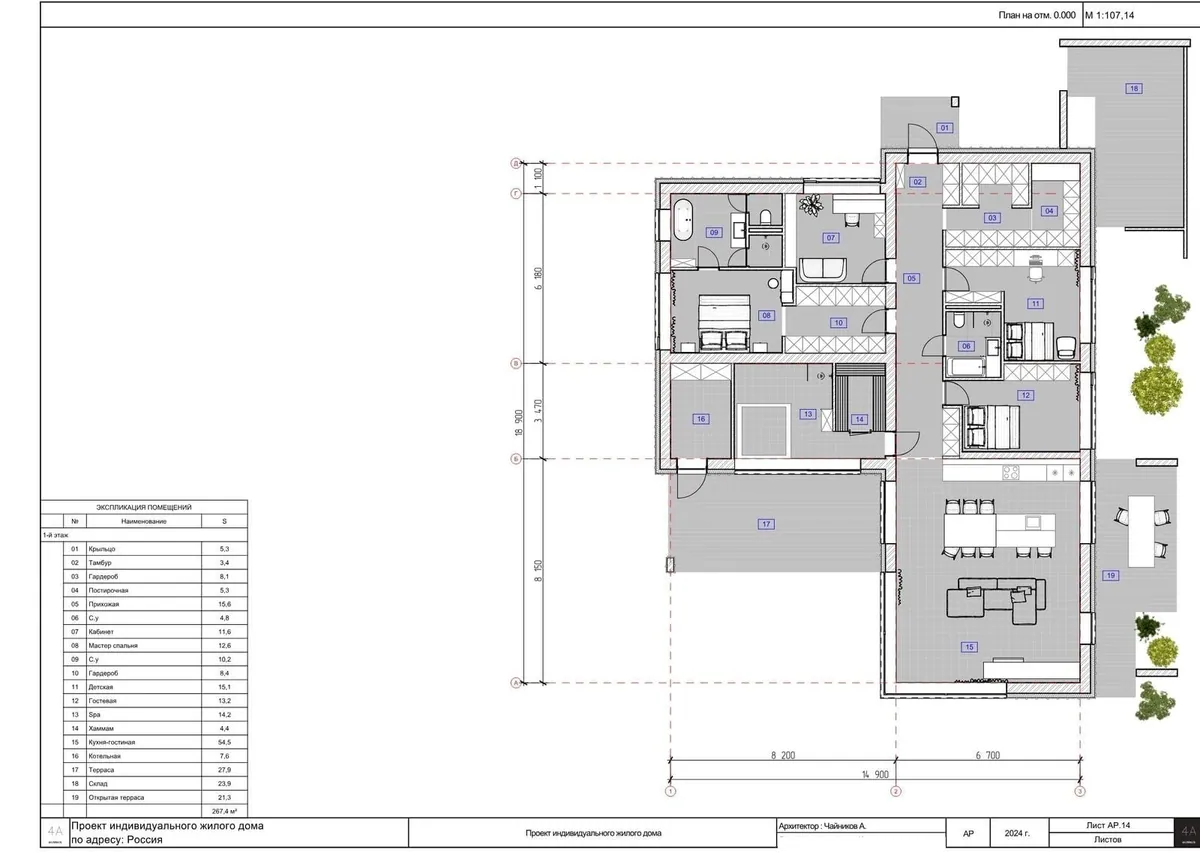 План на отм. 0.000 М 1:107,14
18
01
02
Д
1 100
Г
03
04
09
07
05
6 180
11
08
10
06
В
12
3 470
18 900
16
13
14
Б
17
8 150
19
15
А
8 200
6 700
14 900
1
2
3
ЭКСПЛИКАЦИЯ ПОМЕЩЕНИЙ
№ Наименование S
1-й этаж
01 Крыльцо 5,3
02 Тамбур 3,4
03 Гардероб 8,1
04 Постирочная 5,3
05 Прихожая 15,6
06 С.у 4,8
07 Кабинет 11,6
08 Мастер спальня 12,6
09 С.у 10,2
10 Гардероб 8,4
11 Детская 15,1
12 Гостевая 13,2
13 Spa 14,2
14 Хаммам 4,4
15 Кухня-гостиная 54,5
16 Котельная 7,6
17 Терраса 27,9
18 Склад 23,9
19 Открытая терраса 21,3
267,4 м²
4A
Проект индивидуального жилого дома
по адресу: Россия
Проект индивидуального жилого дома
Архитектор : Чайников А.
АР
2024 г.
Лист АР.14
Листов
4A